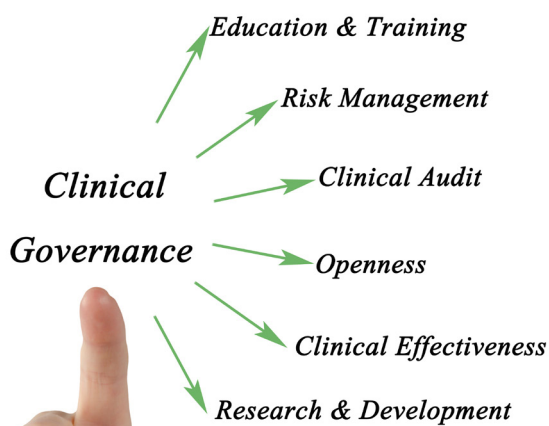 Education & Training
Risk Management
Clinical
Clinical Audit
Governance
Openness
Clinical Effectiveness
Research & Development